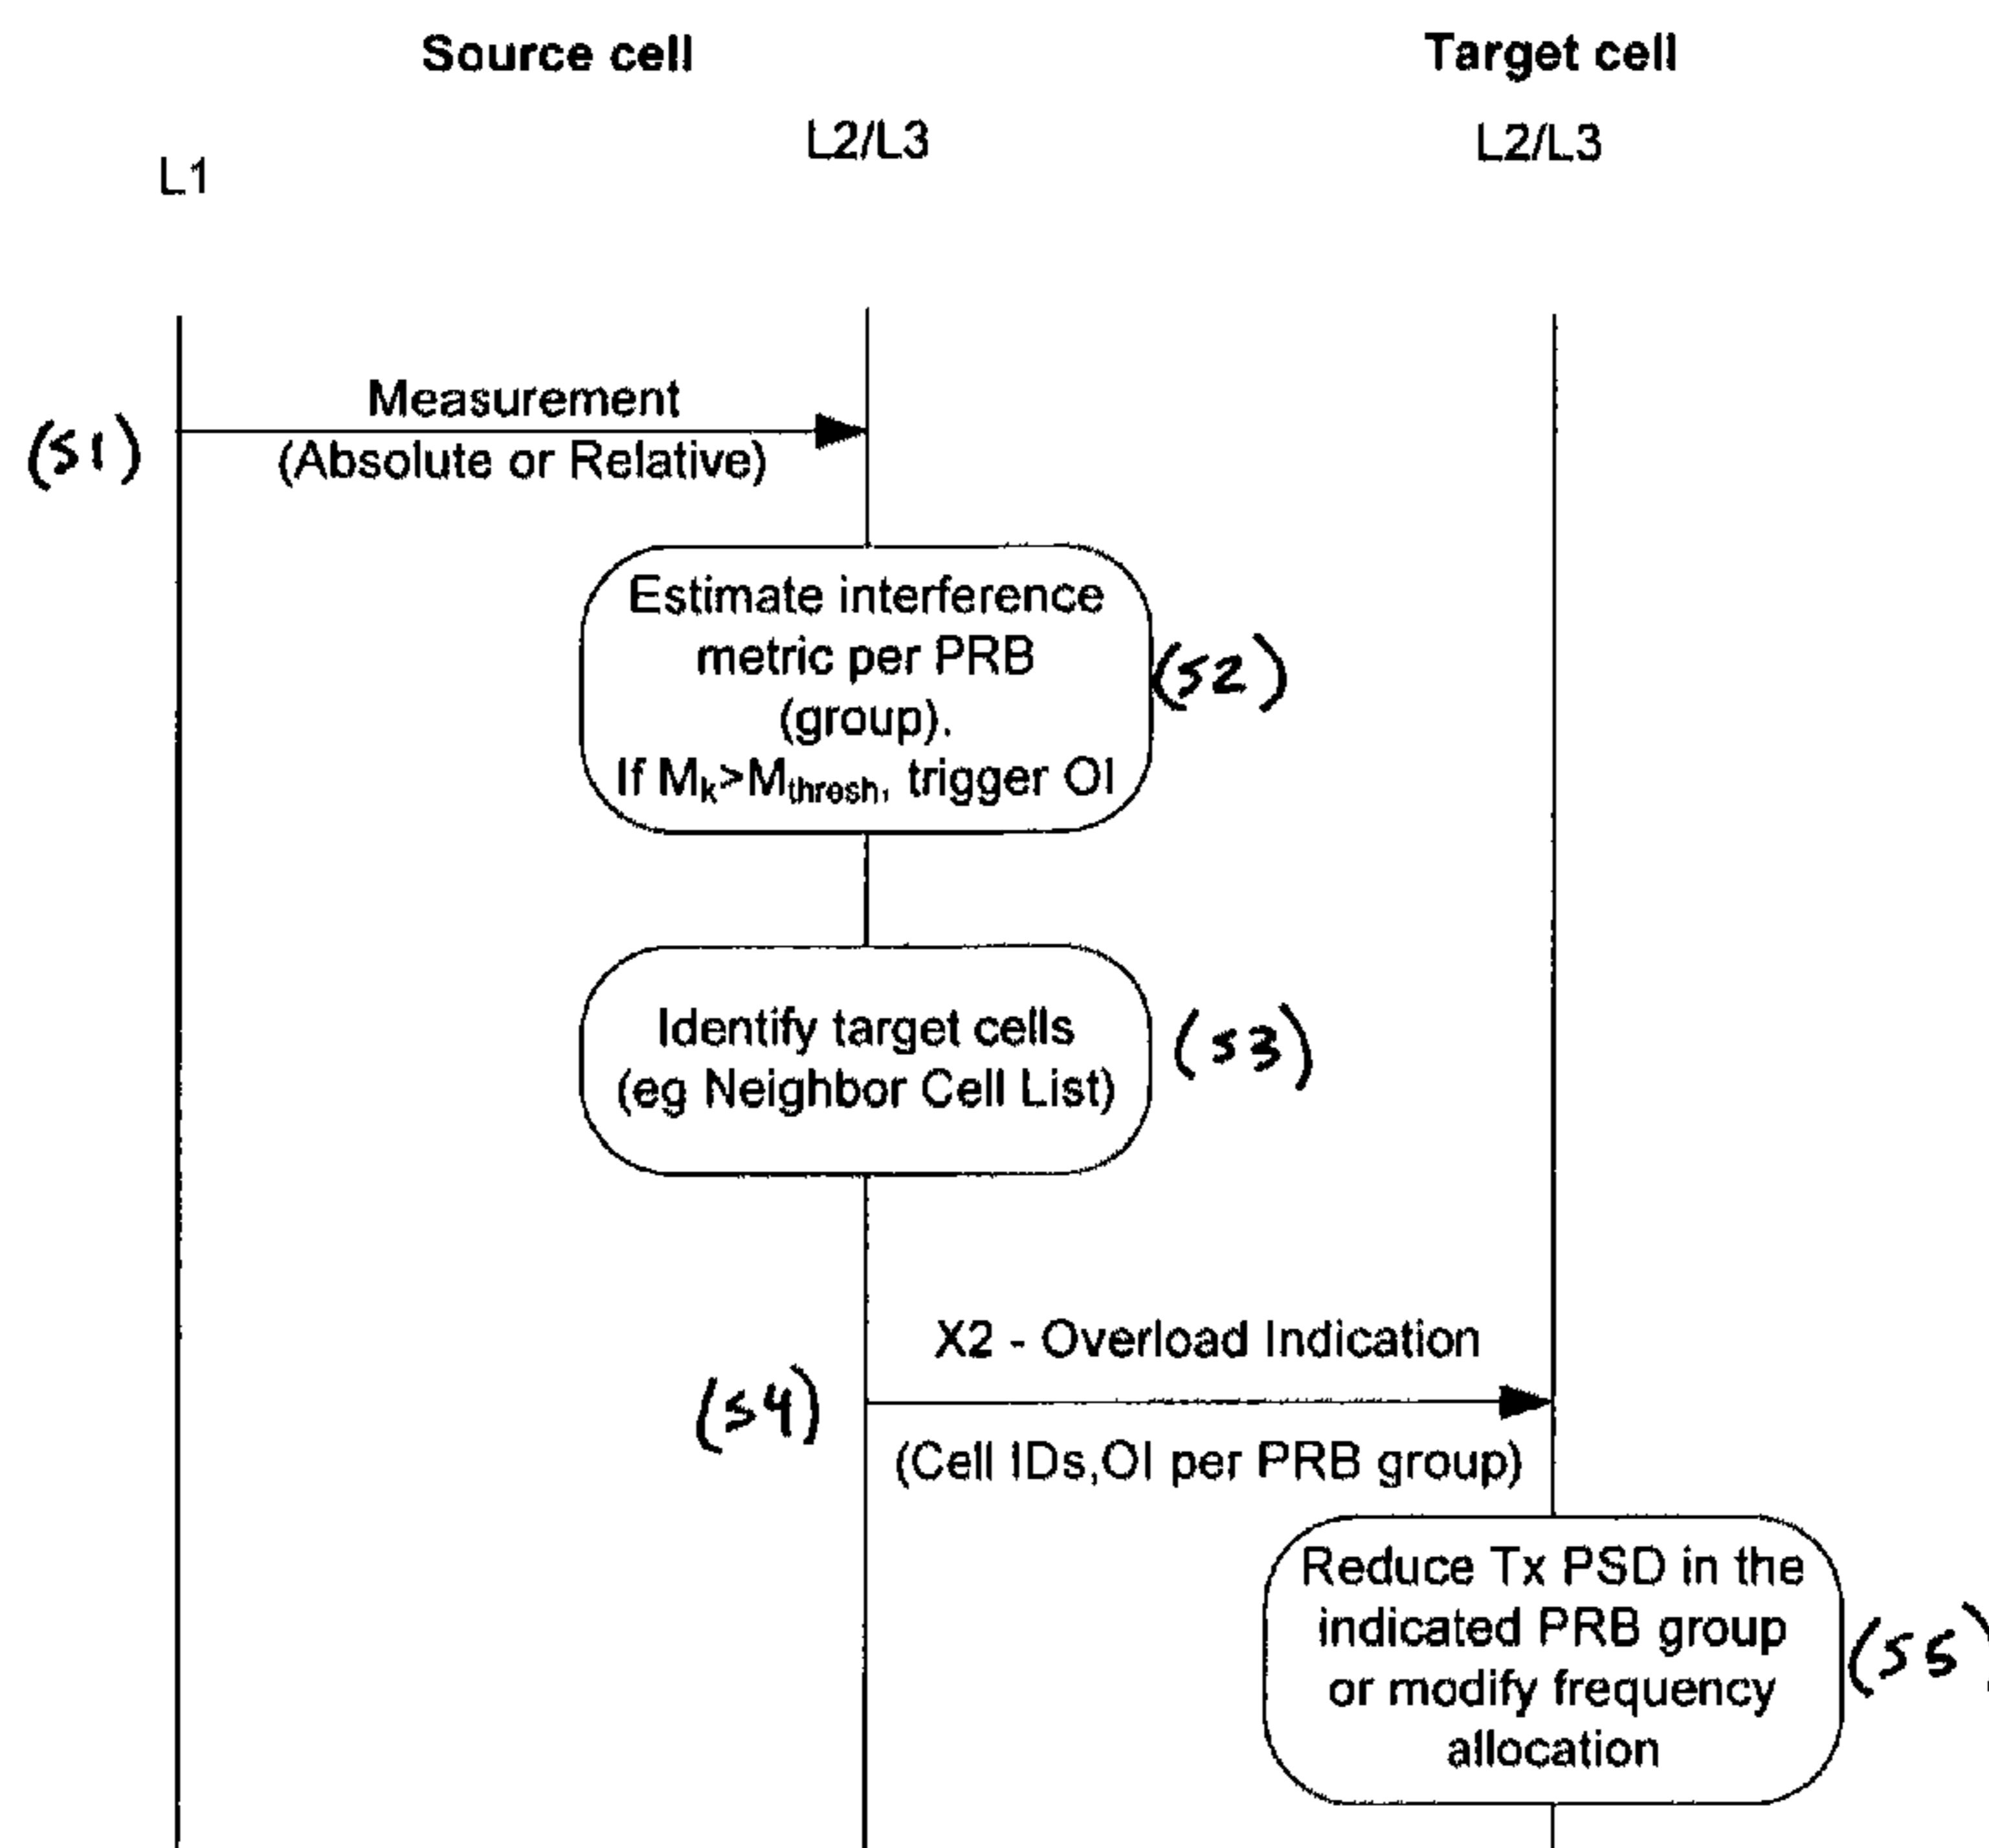 Source cell
Target cell
L1
L2/L3
L2/L3
Measurement
(S1)
(Absolute or Relative)
Estimate interference
metric per PRB
(group).
If Mk>Mthresh, trigger OI
(S2)
Identify target cells
(eg Neighbor Cell List)
(S3)
X2 - Overload Indication
(S4)
(Cell IDs,OI per PRB group)
Reduce Tx PSD in the
indicated PRB group
or modify frequency
allocation
(S5)